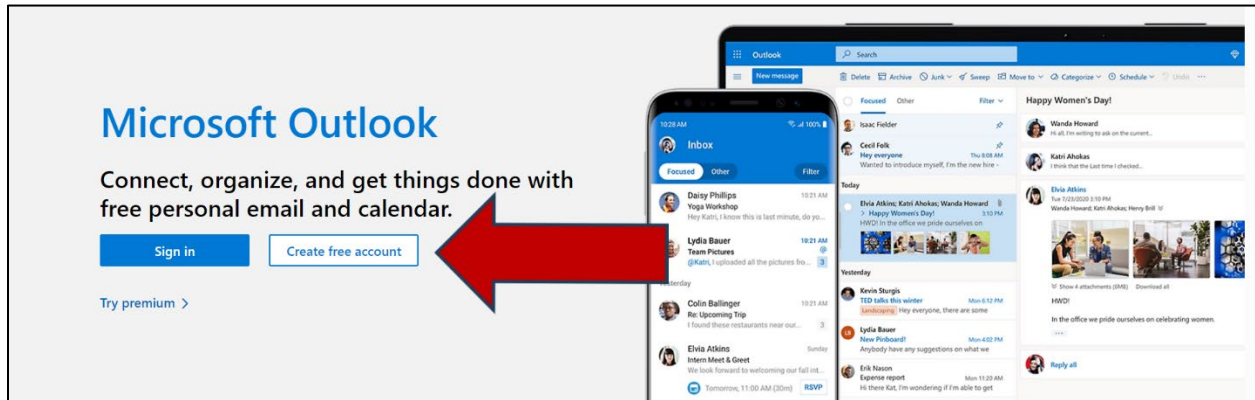 Microsoft Outlook
Connect, organize, and get things done with
free personal email and calendar.
Sign in
Create free account
Try premium >
10:28 AM
100%
Inbox
Focused
Other
Filter
Daisy Phillips
10:21 AM
Yoga Workshop
Hey Katri, I know this is last minute, do yo...
Lydia Bauer
10:21 AM
Team Pictures
@
@Katri, I uploaded all the pictures fro...
3
Colin Ballinger
10:21 AM
Re: Upcoming Trip
I found those restaurants near our...
3
Elvia Atkins
Sunday
Intern Meet & Greet
We look forward to welcoming our fall int...
Tomorrow, 11:00 AM (30m)
RSVP
Outlook
Search
New message
Delete
Archive
Junk
Sweep
Move to
Categorize
Schedule
Undo
...
Focused
Other
Filter
Isaac Fielder
Cecil Folk
Hey everyone
Thu 8:08 AM
Wanted to introduce myself, I'm the new hire -
Today
Elvia Atkins; Katri Ahokas; Wanda Howard
> Happy Women's Day!
3:10 PM
HWD! In the office we pride ourselves on
Yesterday
Kevin Sturgis
TED talks this winter
Mon 6:12 PM
Landscaping
Hey everyone, there are some
LB
Lydia Bauer
New Pinboard!
Mon 4:02 PM
Anybody have any suggestions on what we
Erik Nason
Expense report
Mon 11:20 AM
Hi there Kat, I'm wondering if I'm able to get
Happy Women's Day!
Wanda Howard
Hi all, I'm writing to ask on the current...
Katri Ahokas
I think that the Last time I checked...
Elvia Atkins
Tue 7/23/2020 3:10 PM
Wanda Howard; Katri Ahokas; Henry Brill
Show 4 attachments (6MB)
Download all
HWD!
In the office we pride ourselves on celebrating women.
...
Reply all